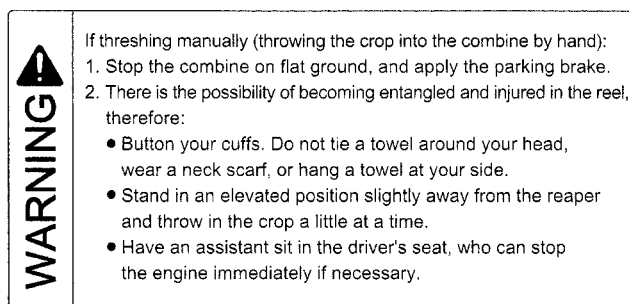 WARNING
If threshing manually (throwing the crop into the combine by hand):
1. Stop the combine on flat ground, and apply the parking brake.
2. There is the possibility of becoming entangled and injured in the reel,
therefore:
● Button your cuffs. Do not tie a towel around your head,
wear a neck scarf, or hang a towel at your side.
● Stand in an elevated position slightly away from the reaper
and throw in the crop a little at a time.
● Have an assistant sit in the driver's seat, who can stop
the engine immediately if necessary.